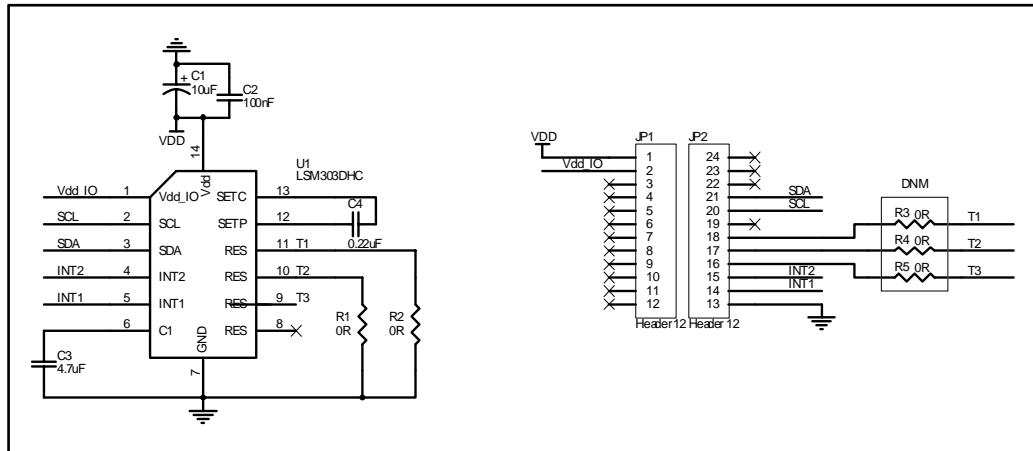 C1
10uF
C2
100nF
VDD
14
Vdd
U1
LSM303DHC
Vdd_IO 1 Vdd_IO SETC 13
SCL 2 SCL SETP 12
C4
0.22uF
SDA 3 SDA RES 11 T1
INT2 4 INT2 RES 10 T2
INT1 5 INT1 RES 9 T3
6 C1 RES 8
GND
7
C3
4.7uF
R1
0R
R2
0R
VDD
Vdd_IO
JP1
1
2
3
4
5
6
7
8
9
10
11
12
Header 12
JP2
24
23
22
21 SDA
20 SCL
19
18
17
16
15 INT2
14 INT1
13
Header 12
DNM
R3 0R T1
R4 0R T2
R5 0R T3